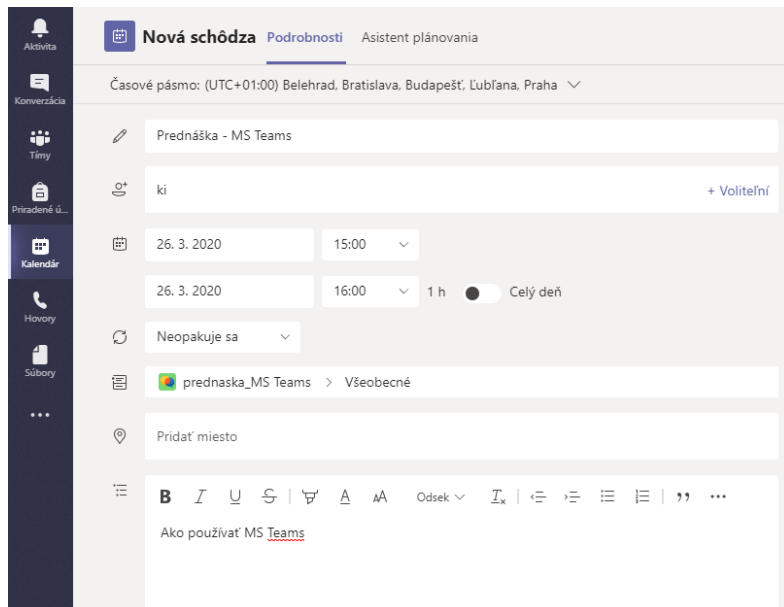 Aktivita
Konverzácia
Tímy
Priradené ú...
Kalendár
Hovory
Súbory
Nová schôdza Podrobnosti Asistent plánovania
Časové pásmo: (UTC+01:00) Belehrad, Bratislava, Budapešť, Ľubľana, Praha
Prednáška - MS Teams
ki + Voliteľní
26. 3. 2020 15:00
26. 3. 2020 16:00 1 h Celý deň
Neopakuje sa
prednaska_MS Teams > Všeobecné
Pridať miesto
B I U S A AA Odsek Tx
Ako používať MS Teams